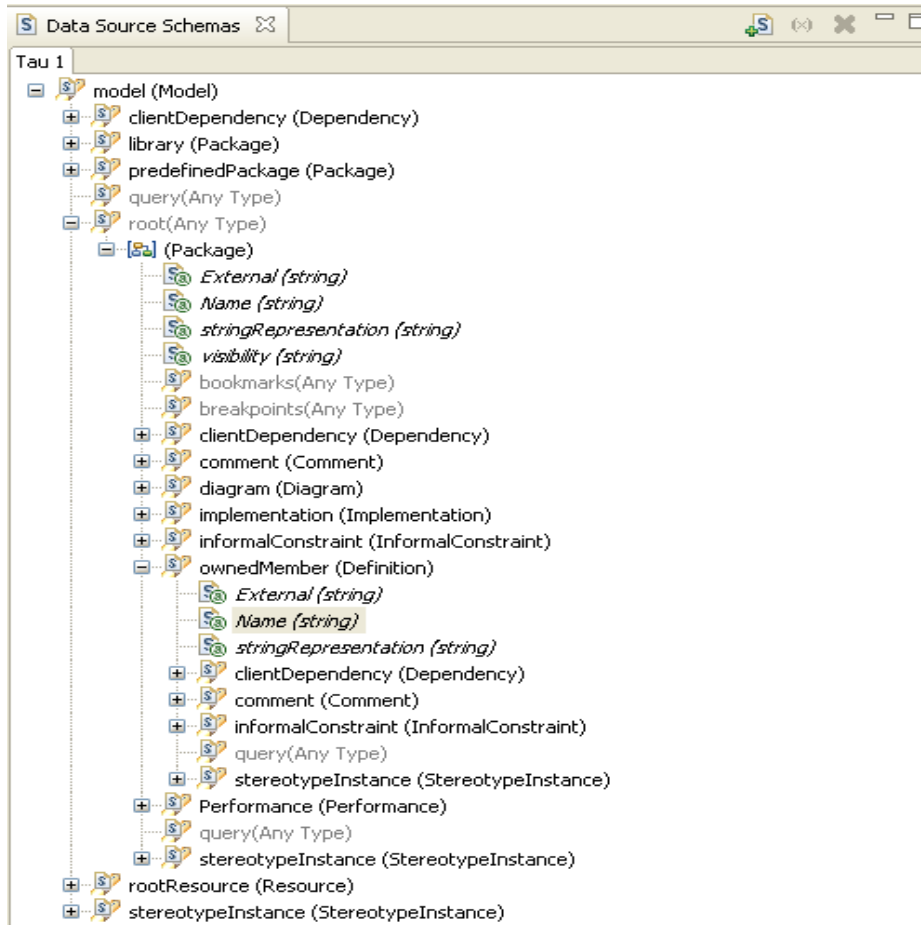 Data Source Schemas
Tau 1
model (Model)
clientDependency (Dependency)
library (Package)
predefinedPackage (Package)
query(Any Type)
root(Any Type)
(Package)
External (string)
Name (string)
stringRepresentation (string)
visibility (string)
bookmarks(Any Type)
breakpoints(Any Type)
clientDependency (Dependency)
comment (Comment)
diagram (Diagram)
implementation (Implementation)
informalConstraint (InformalConstraint)
ownedMember (Definition)
External (string)
Name (string)
stringRepresentation (string)
clientDependency (Dependency)
comment (Comment)
informalConstraint (InformalConstraint)
query(Any Type)
stereotypeInstance (StereotypeInstance)
Performance (Performance)
query(Any Type)
stereotypeInstance (StereotypeInstance)
rootResource (Resource)
stereotypeInstance (StereotypeInstance)